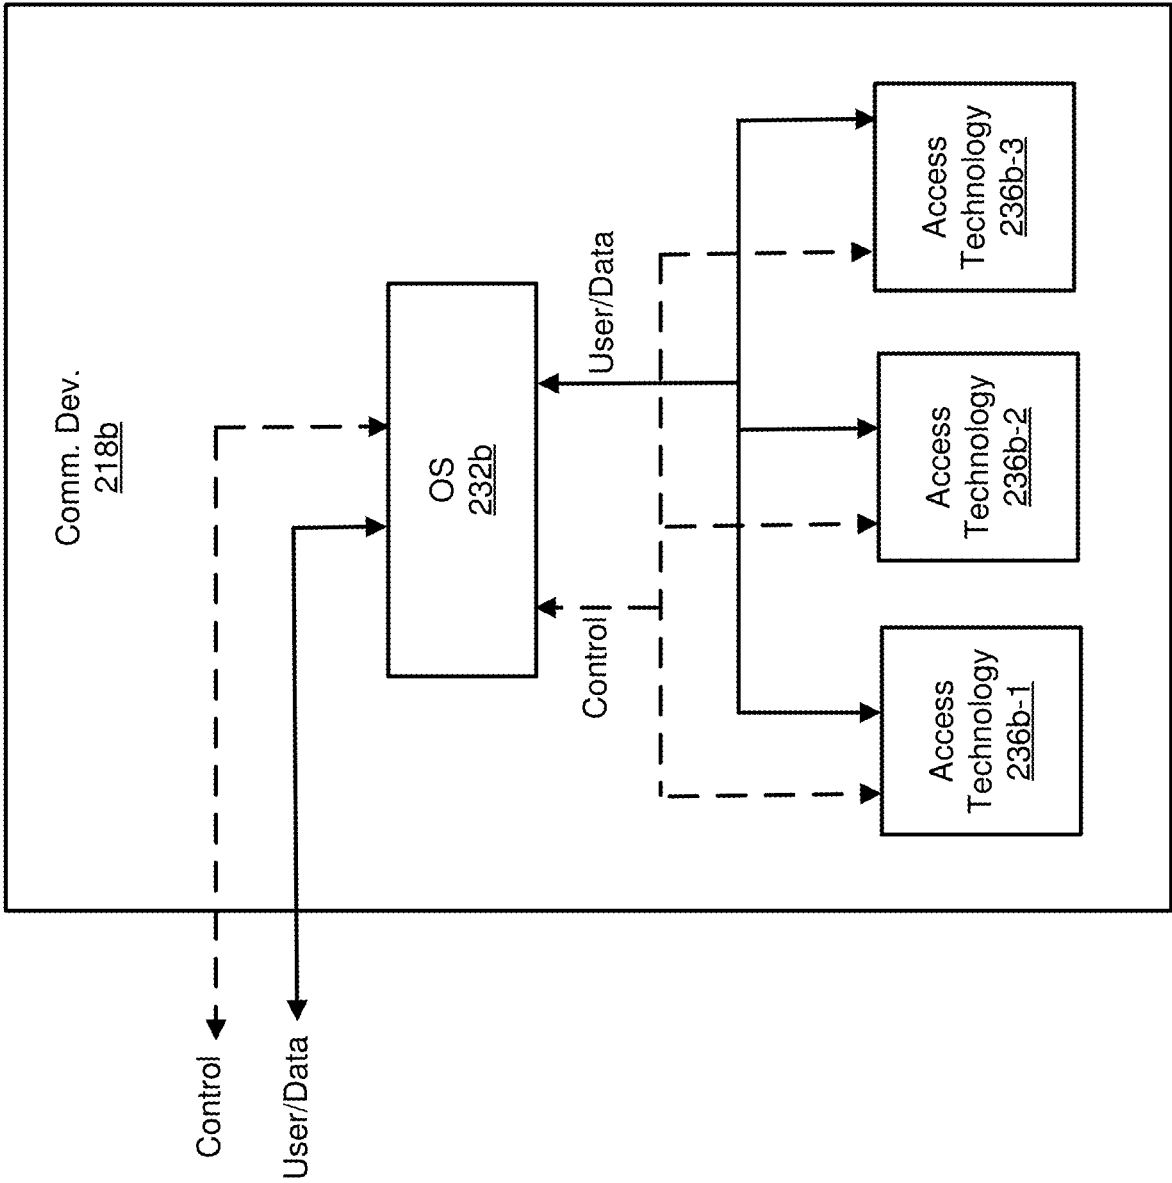 Comm. Dev.
218b
Control
User/Data
OS
232b
Control
User/Data
Access
Technology
236b-1
Access
Technology
236b-2
Access
Technology
236b-3